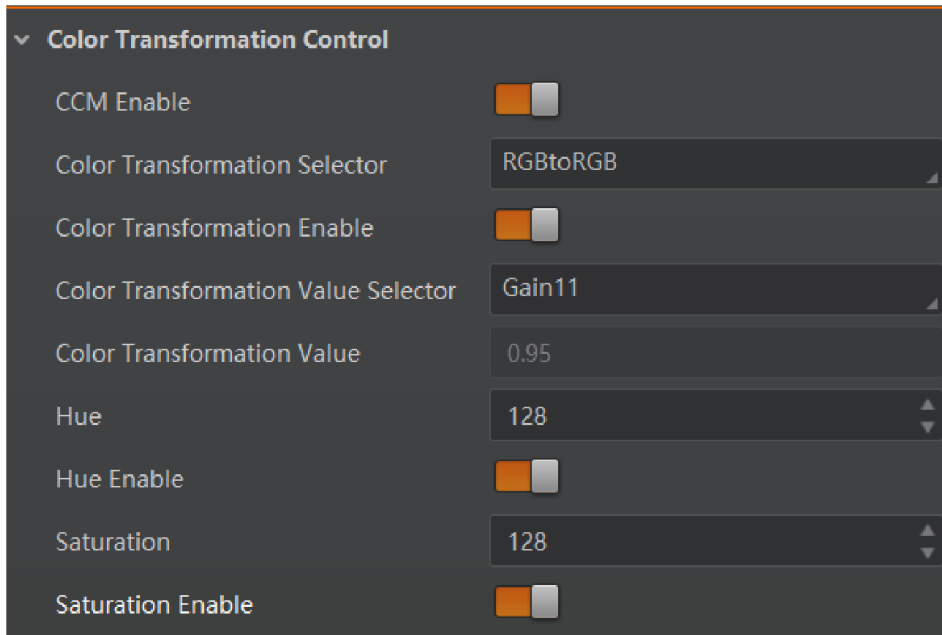 Color Transformation Control
CCM Enable
Color Transformation Selector RGBtoRGB
Color Transformation Enable
Color Transformation Value Selector Gain11
Color Transformation Value 0.95
Hue 128
Hue Enable
Saturation 128
Saturation Enable